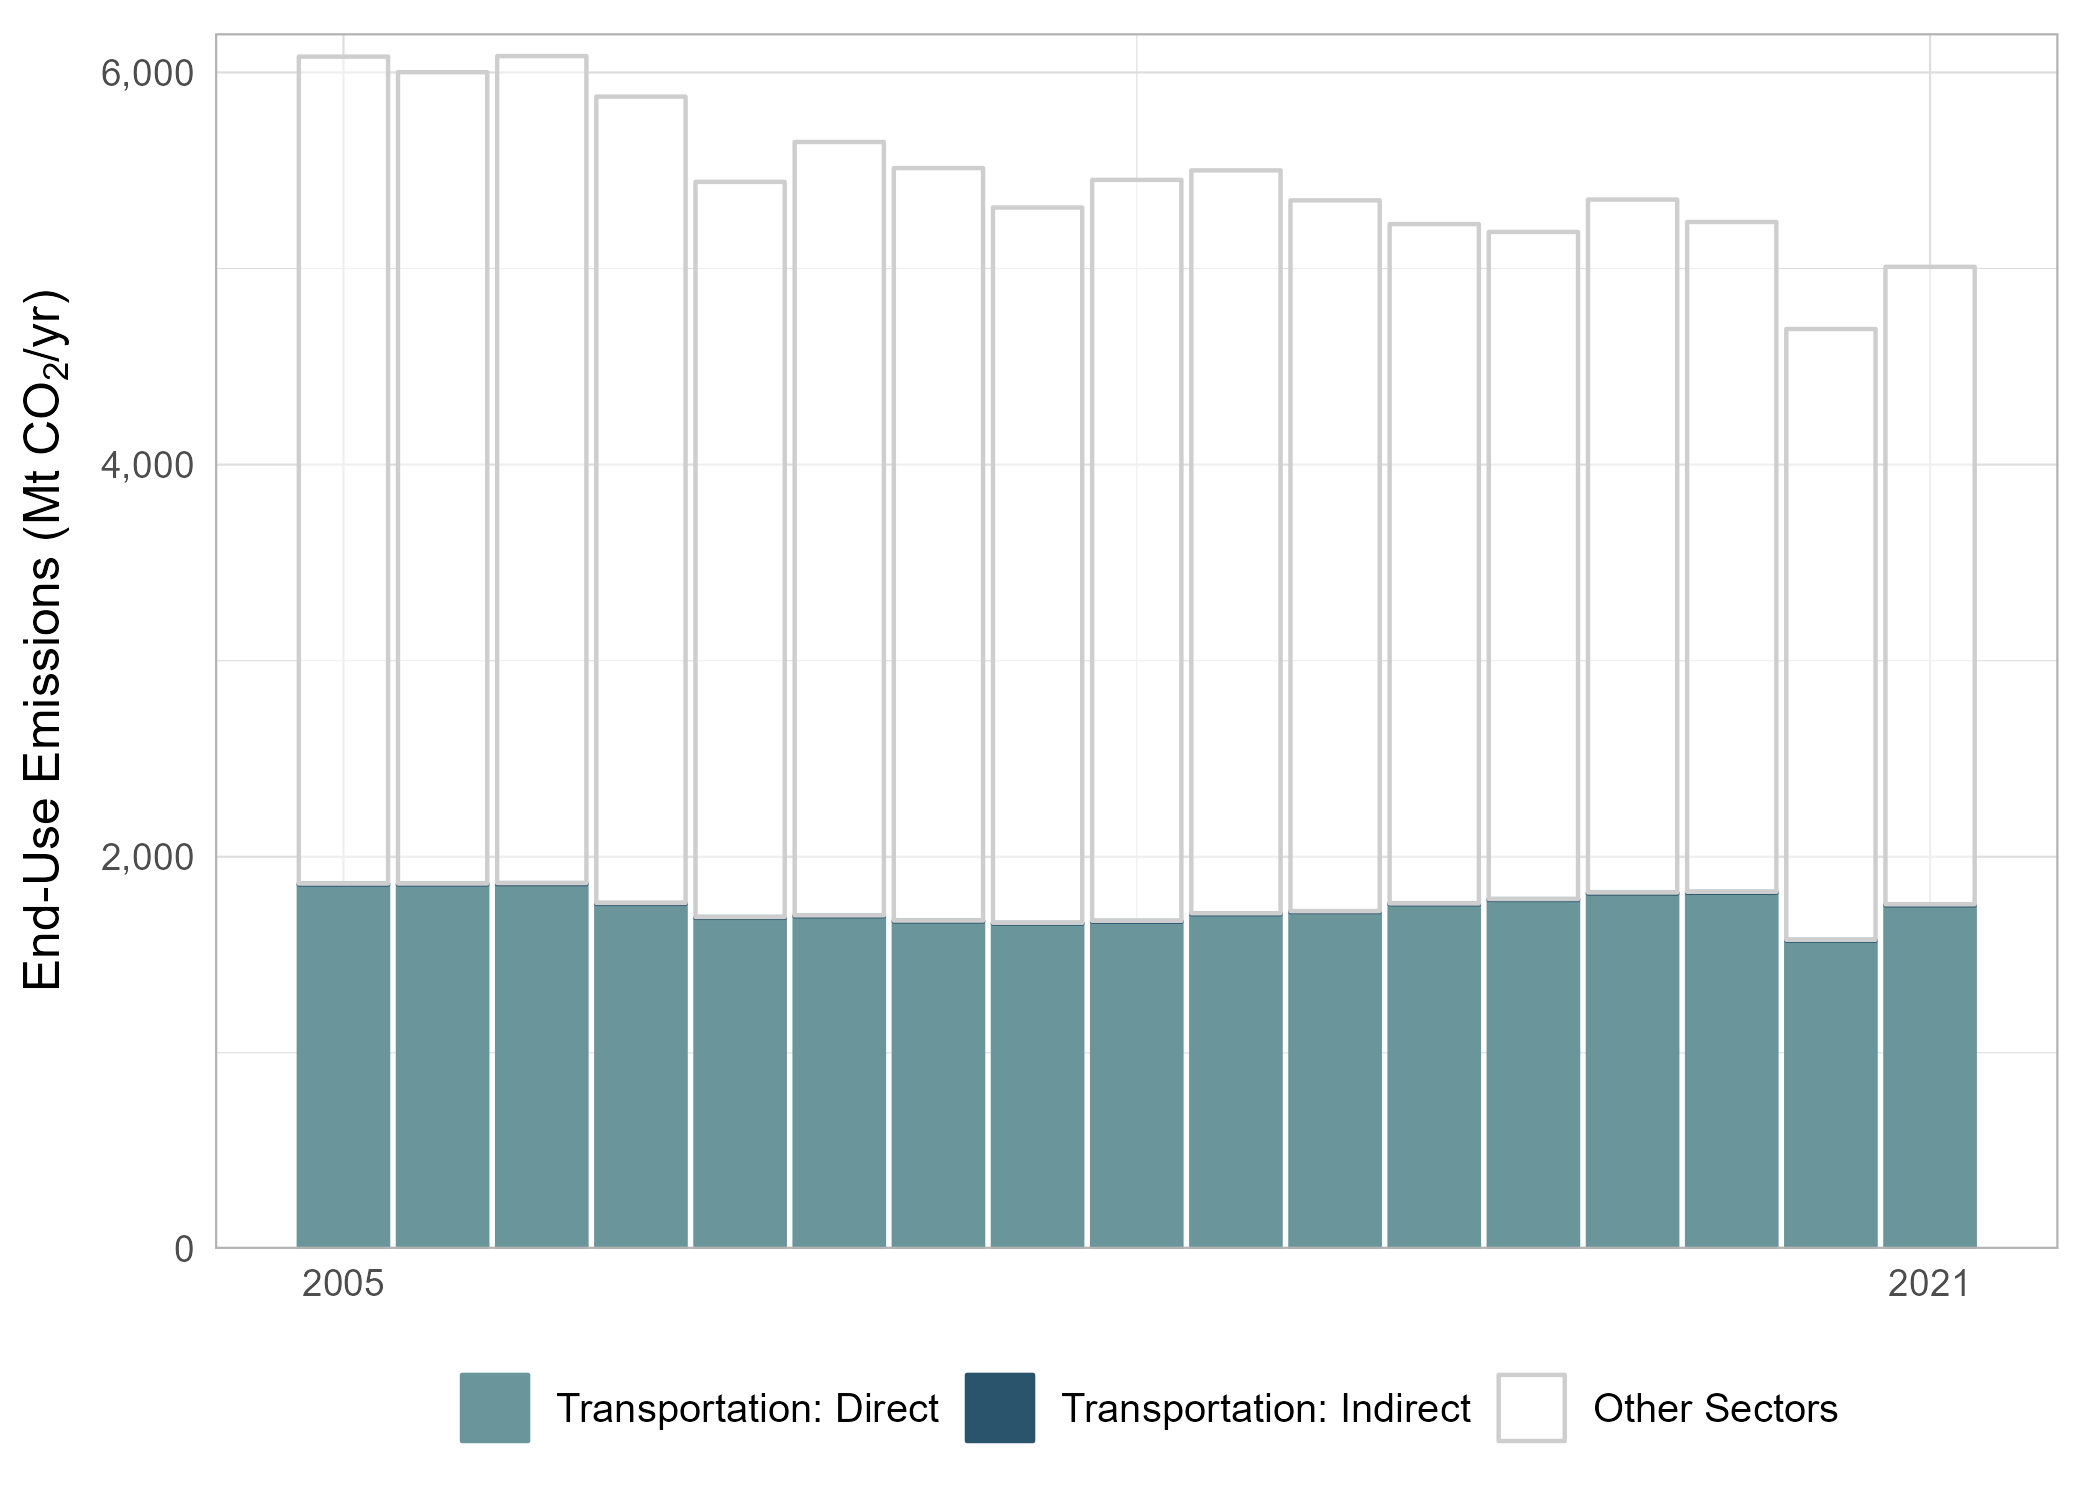 End-Use Emissions (Mt CO₂/yr)
6,000
4,000
2,000
0
2005 2021
Transportation: Direct Transportation: Indirect Other Sectors